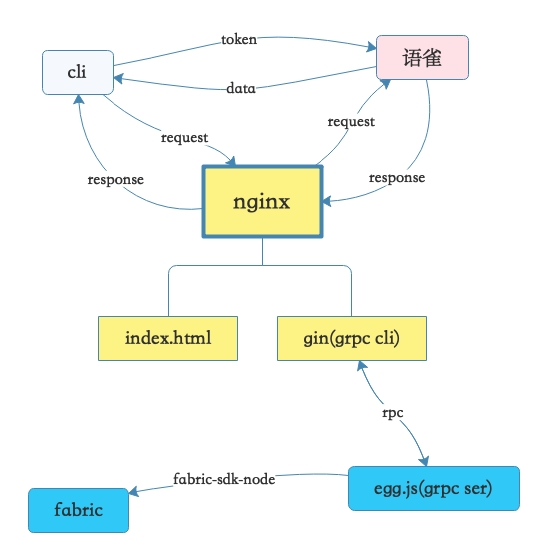 token
cli
语雀
data
request
request
response
response
nginx
index.html
gin(grpc cli)
rpc
fabric-sdk-node
egg.js(grpc ser)
fabric